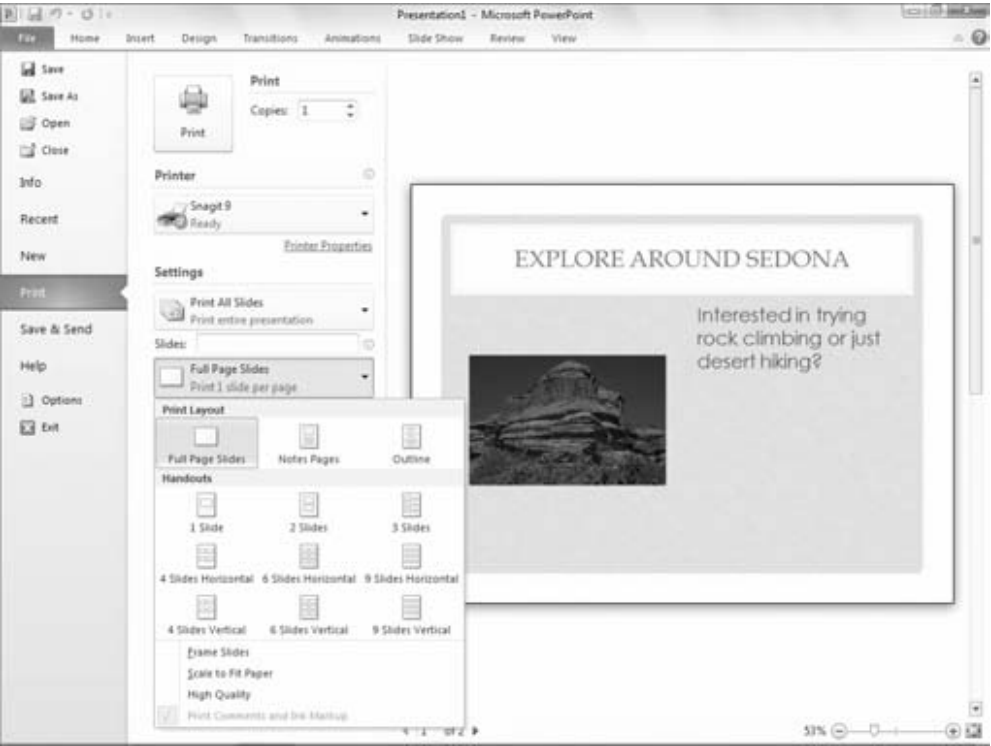 Presentation1 - Microsoft PowerPoint
File Home Insert Design Transitions Animations Slide Show Review View
Save
Save As
Open
Close
Info
Recent
New
Print
Save & Send
Help
Options
Exit
Print
Print
Copies: 1
Printer
Snagit 9
Ready
Printer Properties
Settings
Print All Slides
Print entire presentation
Slides:
Full Page Slides
Print 1 slide per page
Print Layout
Full Page Slides Notes Pages Outline
Handouts
1 Slide 2 Slides 3 Slides
4 Slides Horizontal 6 Slides Horizontal 9 Slides Horizontal
4 Slides Vertical 6 Slides Vertical 9 Slides Vertical
Frame Slides
Scale to Fit Paper
High Quality
Print Comments and Ink Markup
EXPLORE AROUND SEDONA
Interested in trying
rock climbing or just
desert hiking?
1 of 2
53%